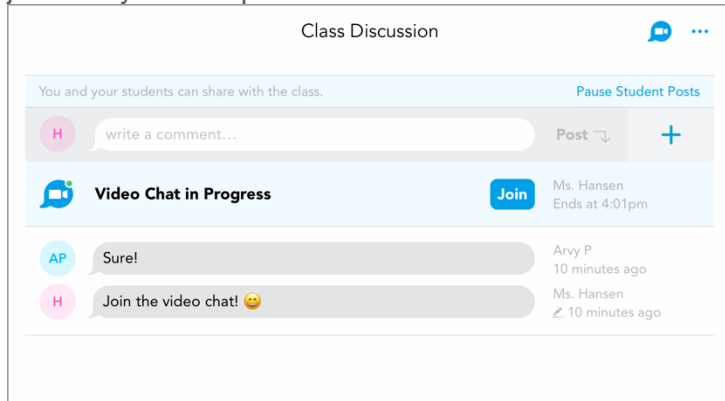 Class Discussion
You and your students can share with the class. Pause Student Posts
H write a comment... Post
Video Chat in Progress Join Ms. Hansen
Ends at 4:01pm
AP Sure! Arvy P
10 minutes ago
H Join the video chat! 😄 Ms. Hansen
10 minutes ago